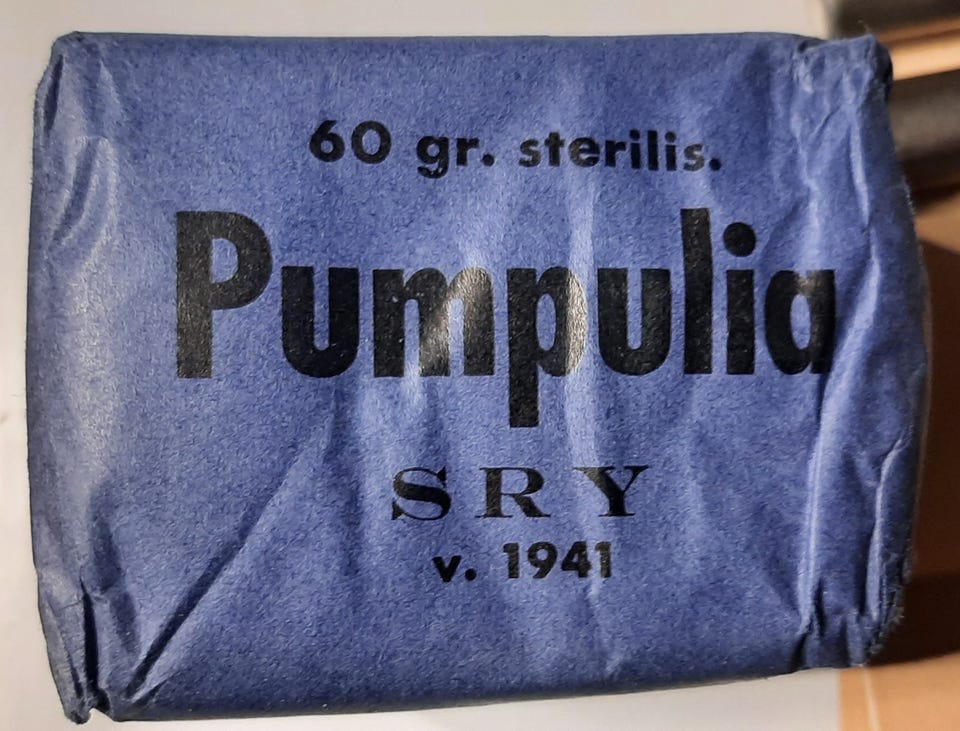 60 gr. sterilis.
Pumpulia
SRY
v. 1941